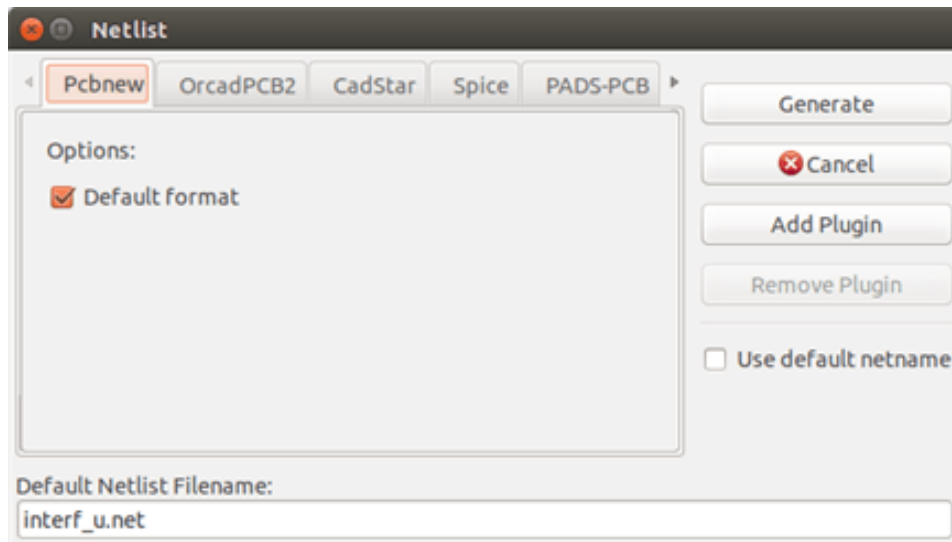 Netlist
Pcbnew OrcadPCB2 CadStar Spice PADS-PCB
Generate
Options:
Cancel
Default format
Add Plugin
Remove Plugin
Use default netname
Default Netlist Filename:
interf_u.net